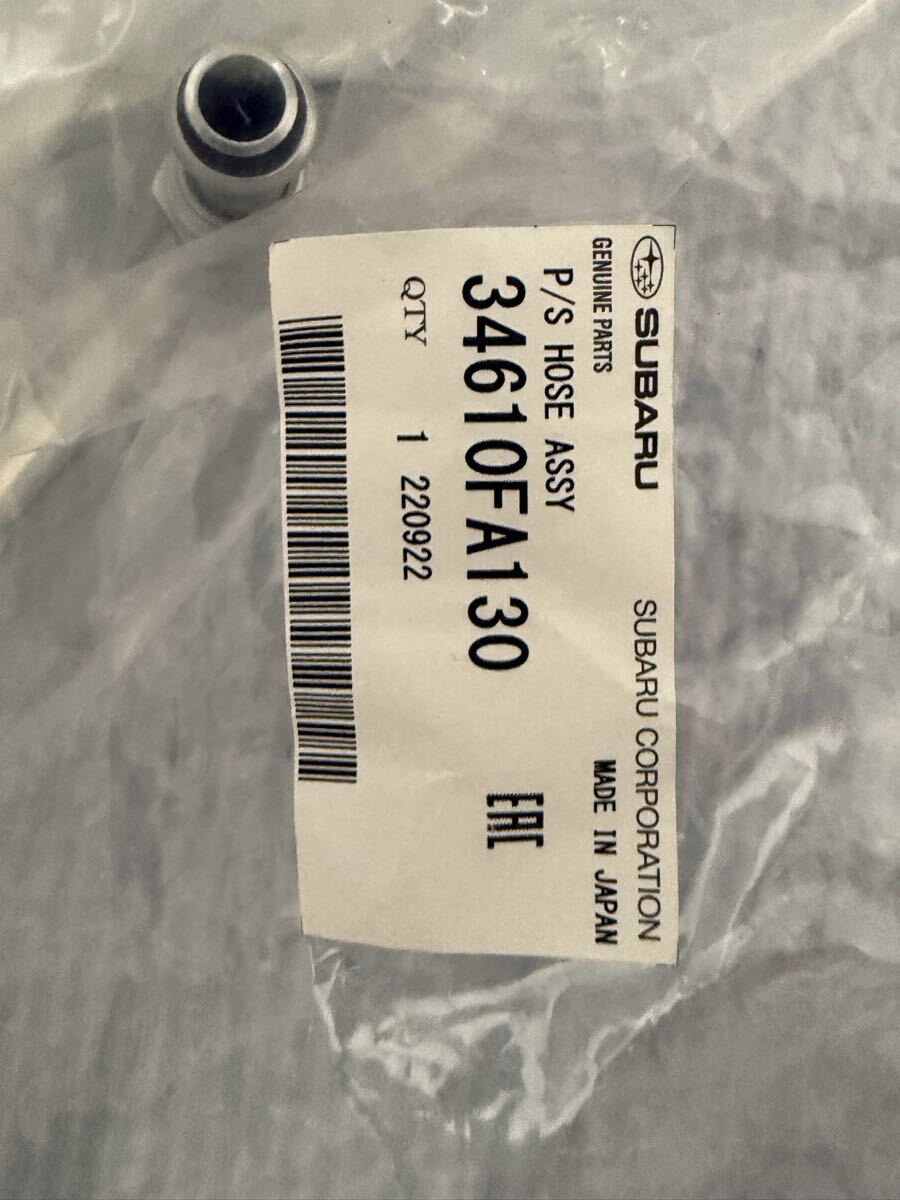 SUBARU SUBARU CORPORATION
GENUINE PARTS MADE IN JAPAN
P/S HOSE ASSY
34610FA130 EAC
QTY 1 220922